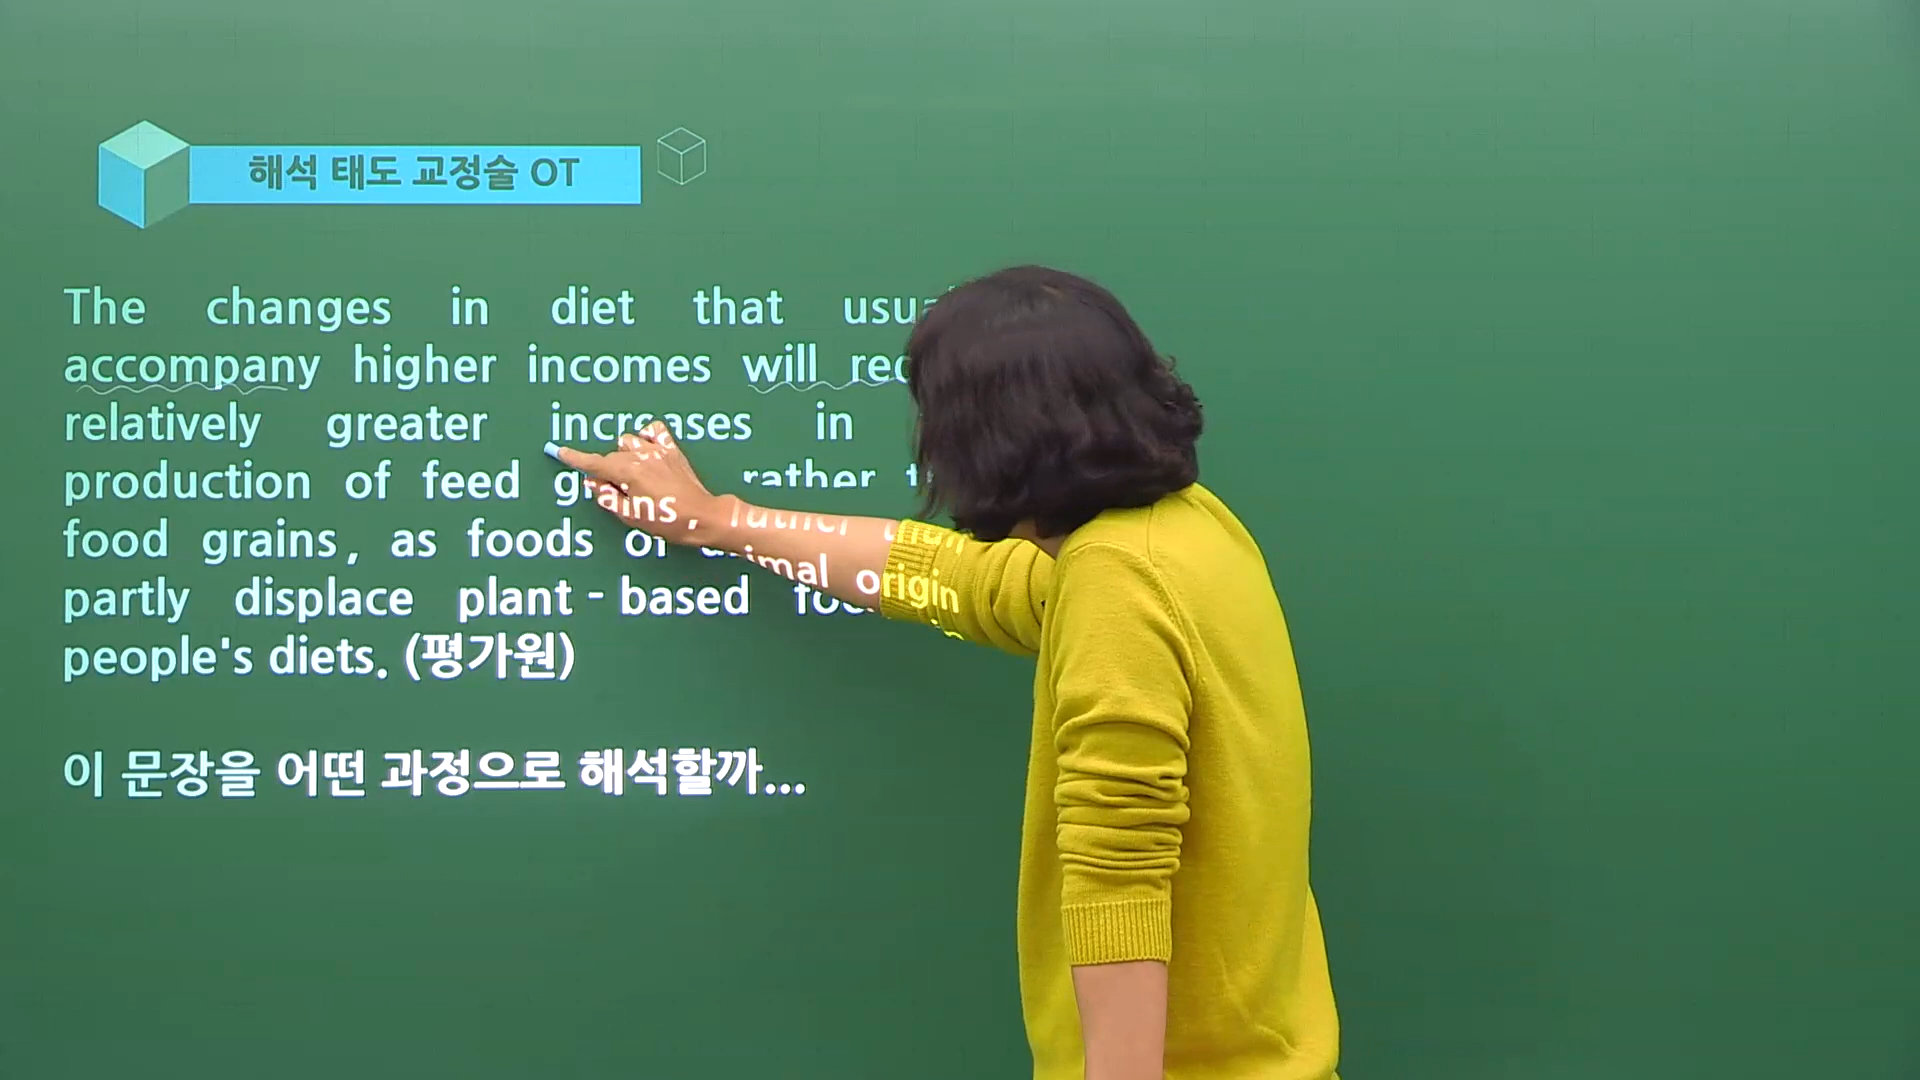 해석 태도 교정술 OT
The changes in diet that
accompany higher incomes will
relatively greater increases in
production of feed grains, rather than
food grains, as foods of animal origin
partly displace plant-based
people's diets. (평가원)
이 문장을 어떤 과정으로 해석할까...